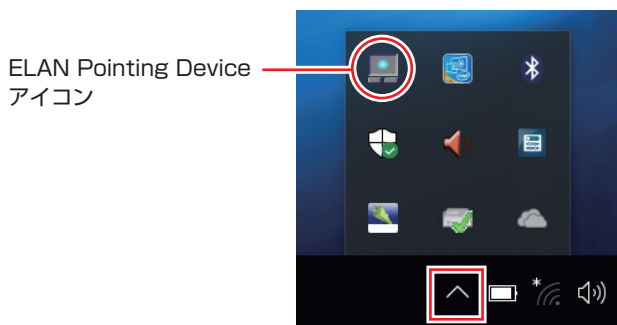 ELAN Pointing Device
アイコン